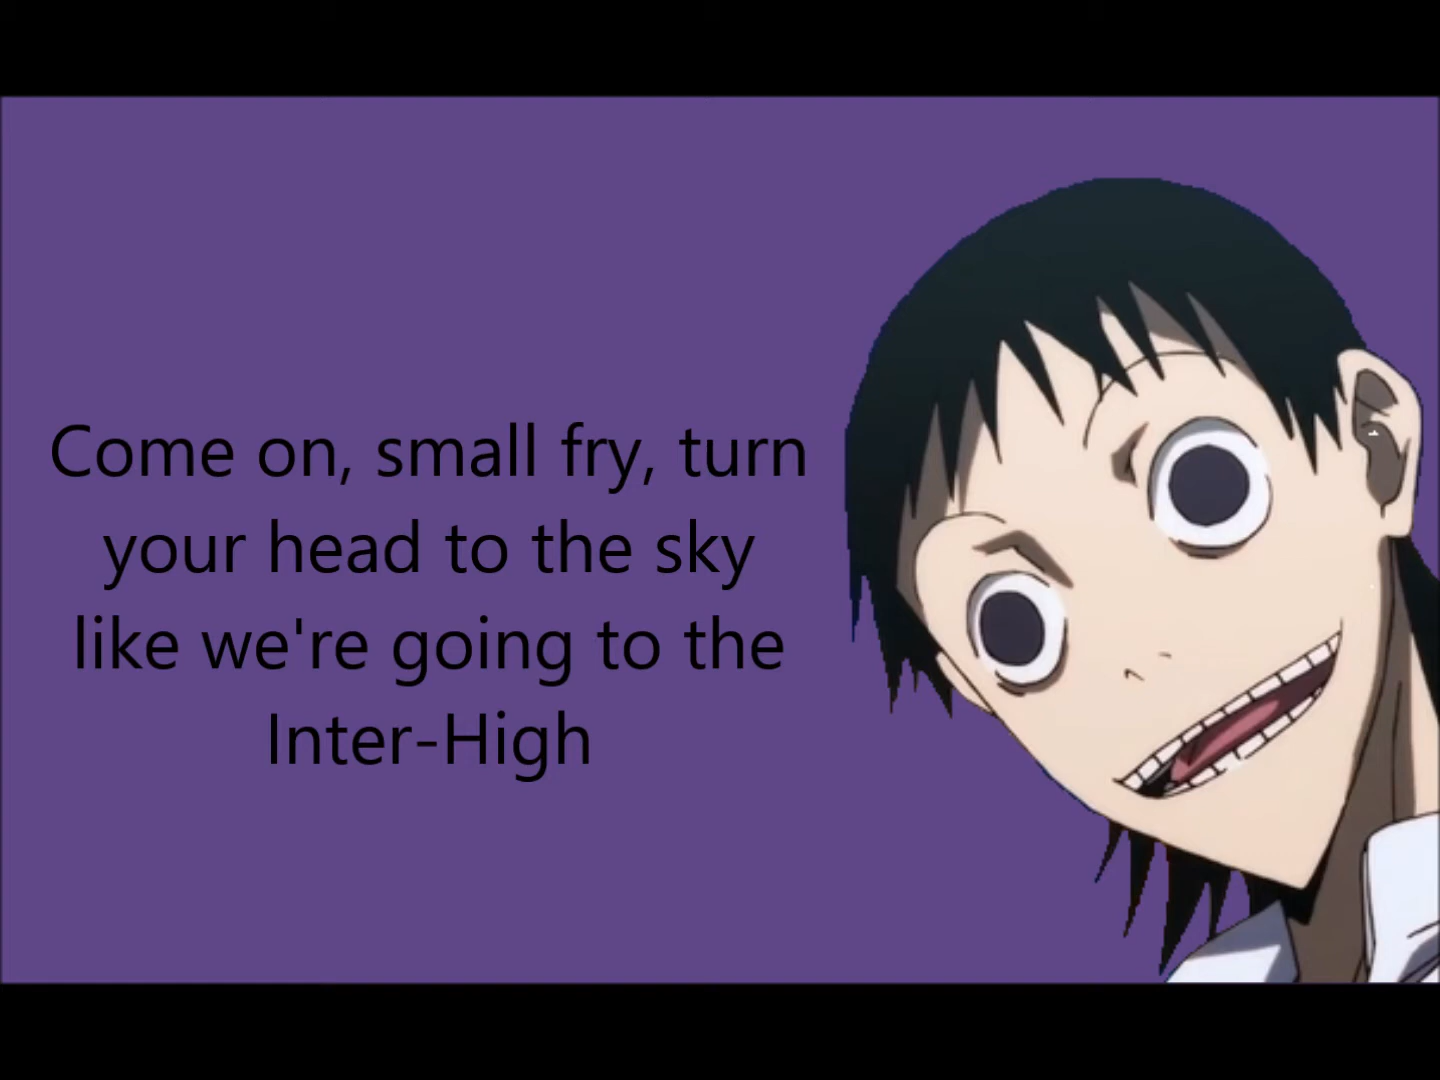 Come on, small fry, turn
your head to the sky
like we're going to the
Inter-High